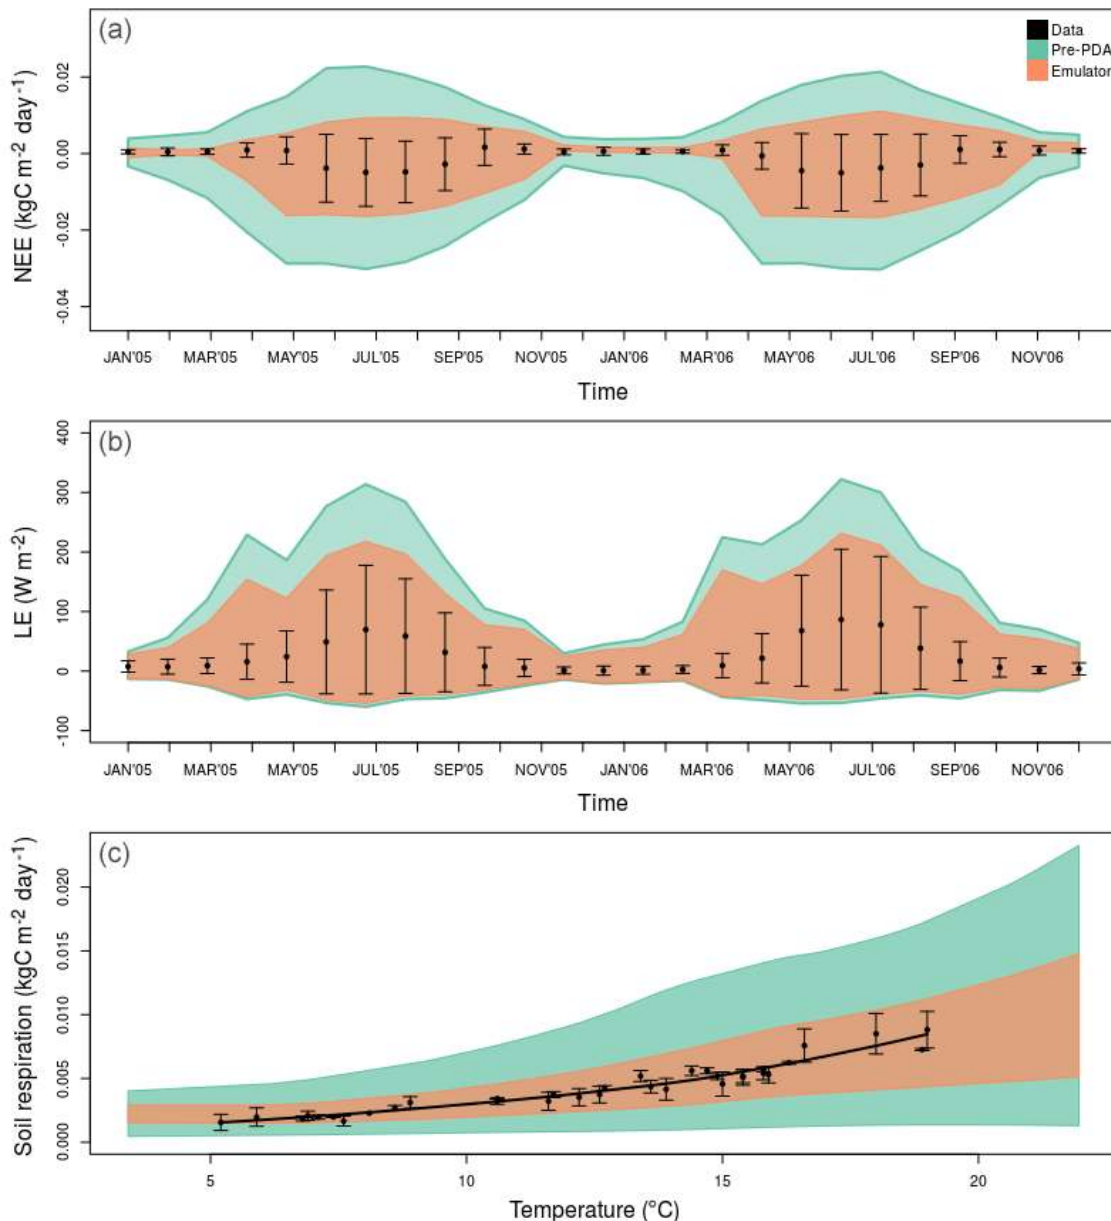 (a)
Data
Pre-PDA
Emulator
0.02
0.00
-0.02
-0.04
NEE (kgC m⁻² day⁻¹)
JAN'05 MAR'05 MAY'05 JUL'05 SEP'05 NOV'05 JAN'06 MAR'06 MAY'06 JUL'06 SEP'06 NOV'06
Time
(b)
400
300
200
100
0
-100
LE (W m⁻²)
JAN'05 MAR'05 MAY'05 JUL'05 SEP'05 NOV'05 JAN'06 MAR'06 MAY'06 JUL'06 SEP'06 NOV'06
Time
(c)
0.020
0.015
0.010
0.005
0.000
Soil respiration (kgC m⁻² day⁻¹)
5 10 15 20
Temperature (°C)